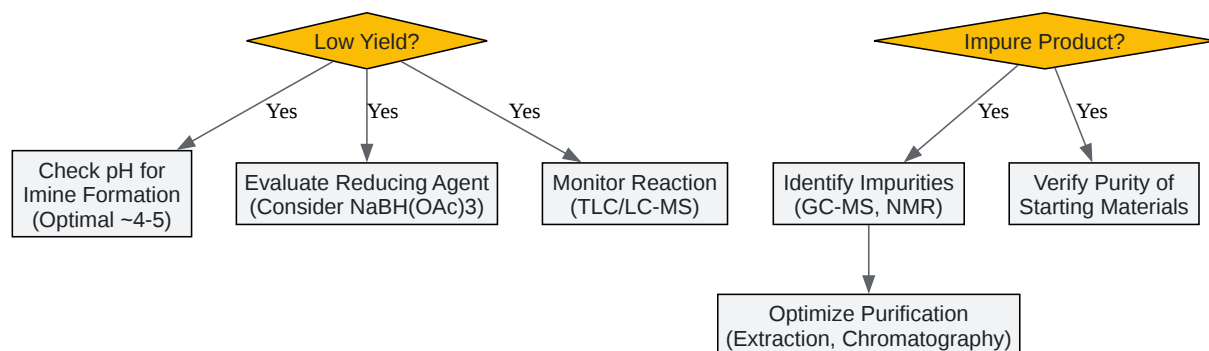 Low Yield?
Impure Product?
Yes
Yes
Yes
Yes
Yes
Check pH for
Imine Formation
(Optimal ~4-5)
Evaluate Reducing Agent
(Consider NaBH(OAc)3)
Monitor Reaction
(TLC/LC-MS)
Identify Impurities
(GC-MS, NMR)
Verify Purity of
Starting Materials
Optimize Purification
(Extraction, Chromatography)